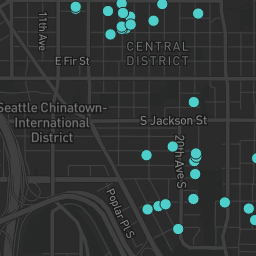 11th Ave
E Fir St
CENTRAL
DISTRICT
Seattle Chinatown-
International
District
S Jackson St
20th Ave S
Poplar Pl S